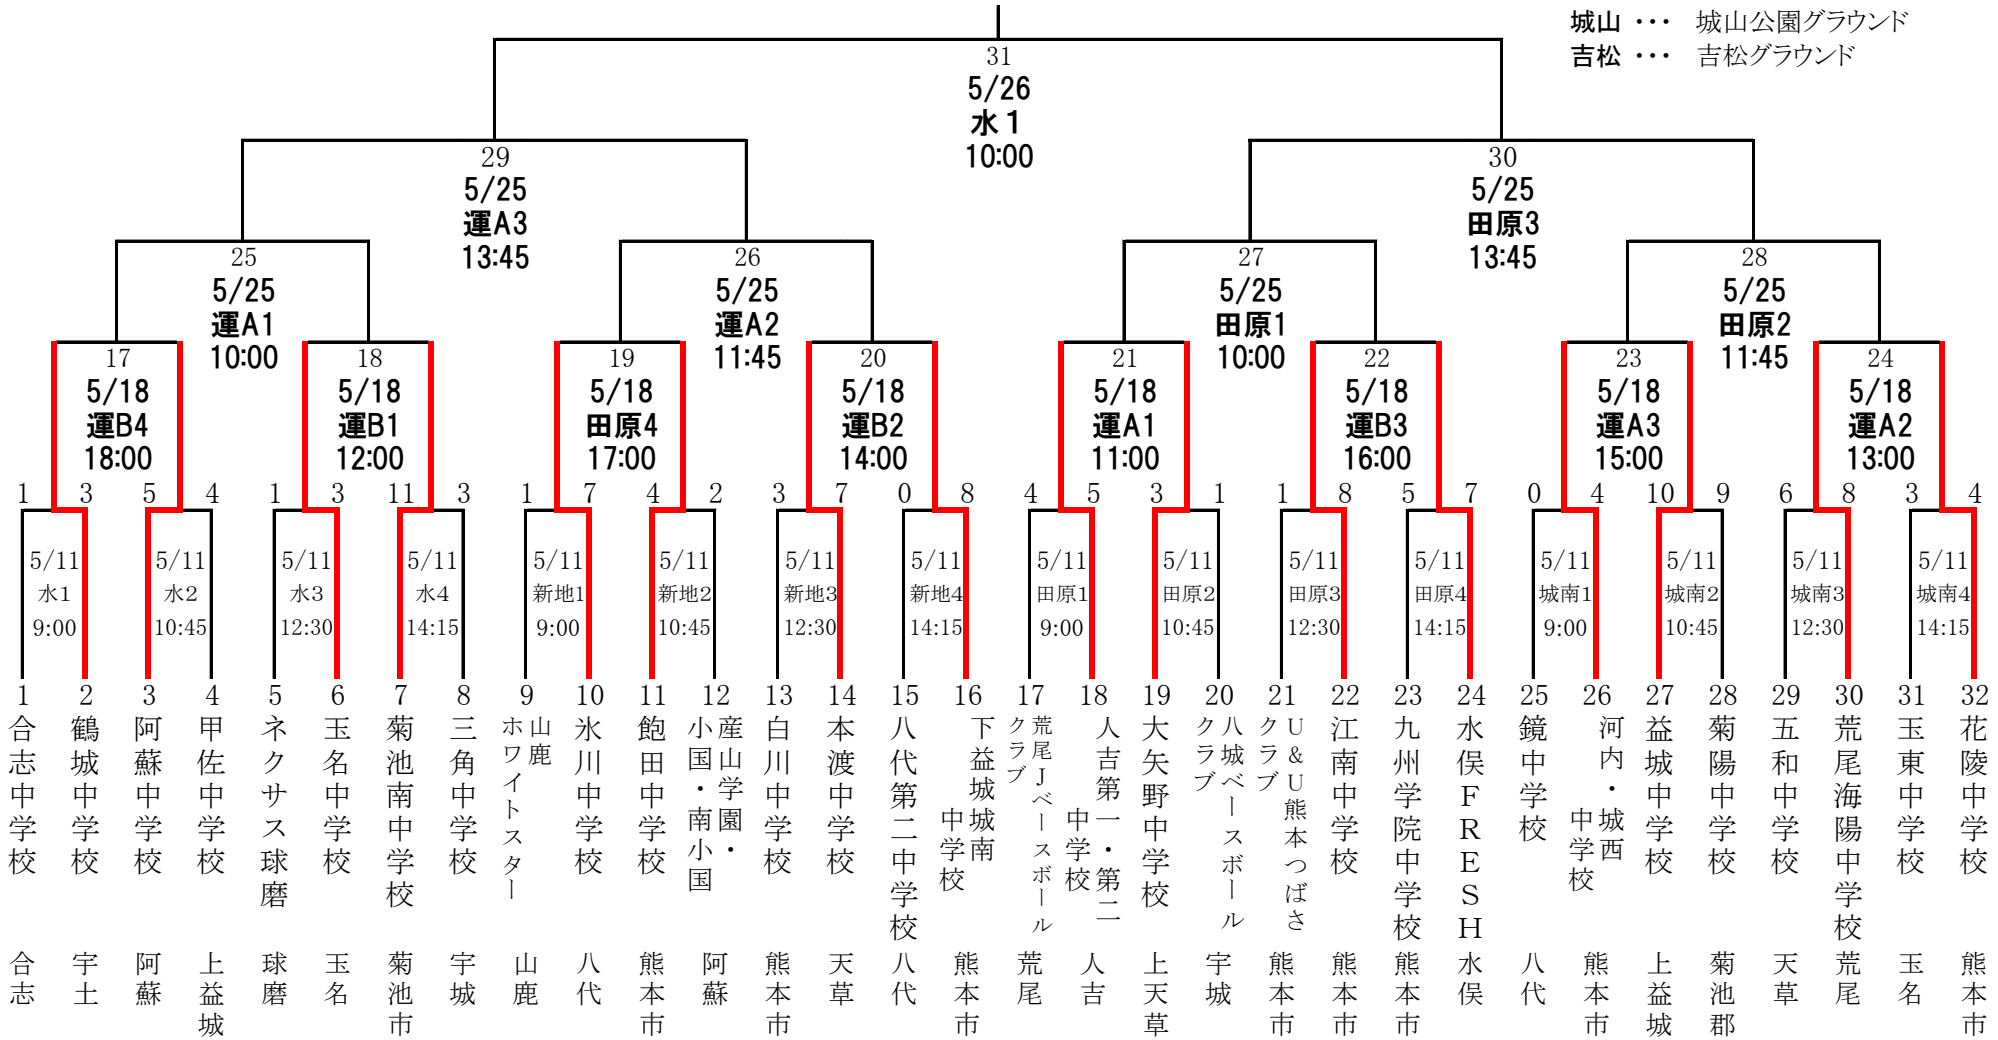 城山 ・・・ 城山公園グラウンド
吉松 ・・・ 吉松グラウンド
31
5/26
水１
10:00
29
5/25
運A3
13:45
30
5/25
田原3
13:45
25
5/25
運A1
10:00
26
5/25
運A2
11:45
27
5/25
田原1
10:00
28
5/25
田原2
11:45
17
5/18
運B4
18:00
18
5/18
運B1
12:00
19
5/18
田原4
17:00
20
5/18
運B2
14:00
21
5/18
運A1
11:00
22
5/18
運B3
16:00
23
5/18
運A3
15:00
24
5/18
運A2
13:00
1 3 5 4 1 3 11 3 1 7 4 2 3 7 0 8 4 5 3 1 1 8 5 7 0 4 10 9 6 8 3 4
5/11
水1
9:00
5/11
水2
10:45
5/11
水3
12:30
5/11
水4
14:15
5/11
新地1
9:00
5/11
新地2
10:45
5/11
新地3
12:30
5/11
新地4
14:15
5/11
田原1
9:00
5/11
田原2
10:45
5/11
田原3
12:30
5/11
田原4
14:15
5/11
城南1
9:00
5/11
城南2
10:45
5/11
城南3
12:30
5/11
城南4
14:15
1
合志中学校
合志
2
鶴城中学校
宇土
3
阿蘇中学校
阿蘇
4
甲佐中学校
上益城
5
ネクサス球磨
球磨
6
玉名中学校
玉名
7
菊池南中学校
菊池市
8
三角中学校
宇城
9
山鹿
ホワイトスター
山鹿
10
氷川中学校
八代
11
飽田中学校
熊本市
12
産山学園・
小国・南小国
阿蘇
13
白川中学校
熊本市
14
本渡中学校
天草
15
八代第二中学校
八代
16
下益城城南
中学校
熊本市
17
荒尾Ｊベースボール
クラブ
荒尾
18
人吉第一・第二
中学校
人吉
19
大矢野中学校
上天草
20
八城ベースボール
クラブ
宇城
21
Ｕ＆Ｕ熊本つばさ
クラブ
熊本市
22
江南中学校
熊本市
23
九州学院中学校
熊本市
24
水俣ＦＲＥＳＨ
水俣
25
鏡中学校
八代
26
河内・城西
中学校
熊本市
27
益城中学校
上益城
28
菊陽中学校
菊池郡
29
五和中学校
天草
30
荒尾海陽中学校
荒尾
31
玉東中学校
玉名
32
花陵中学校
熊本市